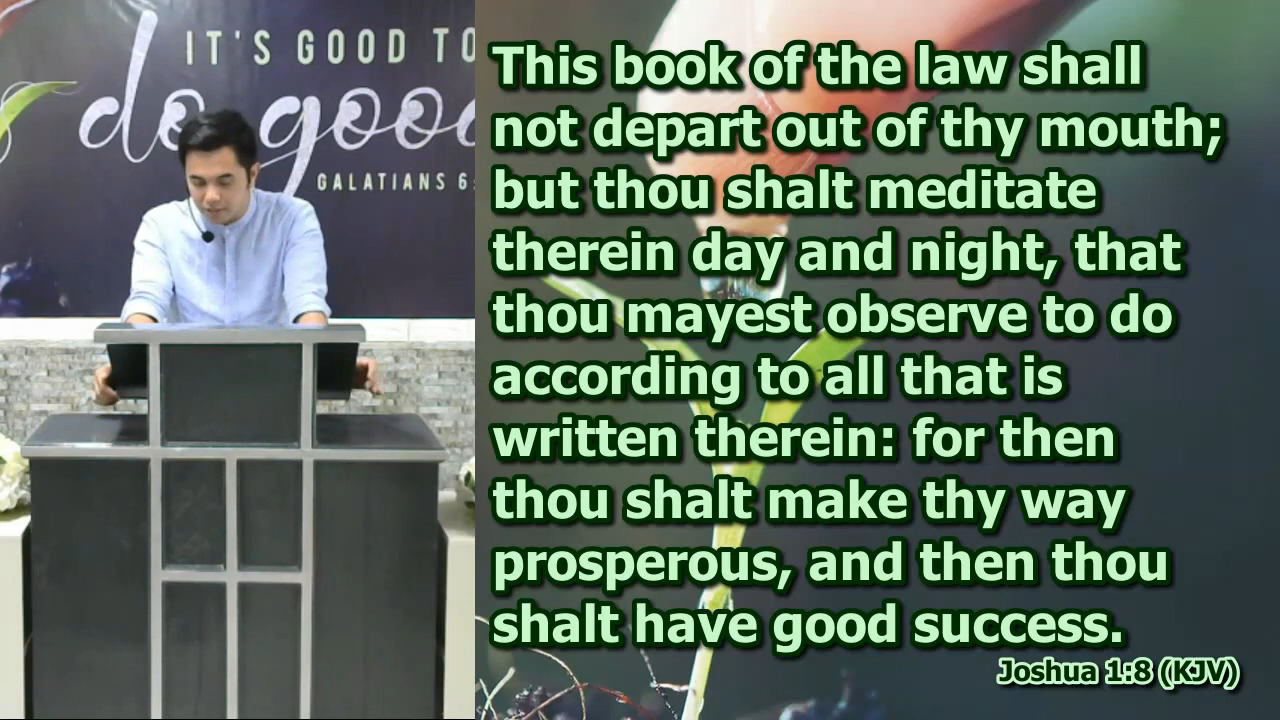 IT'S GOOD TO
do good
GALATIANS 6:
This book of the law shall
not depart out of thy mouth;
but thou shalt meditate
therein day and night, that
thou mayest observe to do
according to all that is
written therein: for then
thou shalt make thy way
prosperous, and then thou
shalt have good success.
Joshua 1:8 (KJV)